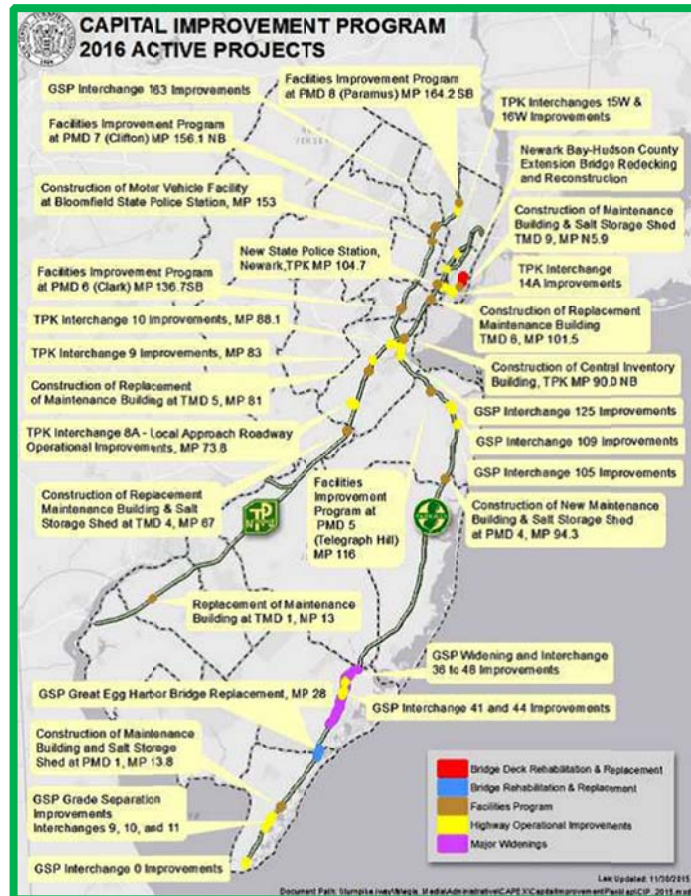 CAPITAL IMPROVEMENT PROGRAM
2016 ACTIVE PROJECTS
GSP Interchange 163 Improvements
Facilities Improvement Program
at PMD 8 (Paramus) MP 164.2SB
TPK Interchanges 15W &
16W Improvements
Facilities Improvement Program
at PMD 7 (Clifton) MP 156.1 NB
Newark Bay-Hudson County
Extension Bridge Redecking
and Reconstruction
Construction of Motor Vehicle Facility
at Bloomfield State Police Station, MP 153
Construction of Maintenance
Building & Salt Storage Shed
TMD 9, MP N5.9
New State Police Station,
Newark, TPK MP 104.7
TPK Interchange
14A Improvements
Facilities Improvement Program
at PMD 6 (Clark) MP 136.7SB
Construction of Replacement
Maintenance Building
TMD 6, MP 101.5
TPK Interchange 10 Improvements, MP 88.1
TPK Interchange 9 Improvements, MP 83
Construction of Central Inventory
Building, TPK MP 90.0 NB
Construction of Replacement
of Maintenance Building at TMD 5, MP 81
GSP Interchange 125 Improvements
TPK Interchange 8A - Local Approach Roadway
Operational Improvements, MP 73.8
GSP Interchange 109 Improvements
GSP Interchange 105 Improvements
Construction of Replacement
Maintenance Building & Salt
Storage Shed at TMD 4, MP 67
Facilities
Improvement
Program at
PMD 5
(Telegraph Hill)
MP 116
Construction of New Maintenance
Building & Salt Storage Shed
at PMD 4, MP 94.3
Replacement of Maintenance
Building at TMD 1, MP 13
GSP Widening and Interchange
36 to 48 Improvements
GSP Great Egg Harbor Bridge Replacement, MP 28
GSP Interchange 41 and 44 Improvements
Construction of Maintenance
Building and Salt Storage
Shed at PMD 1, MP 13.8
GSP Grade Separation
Improvements
Interchanges 9, 10, and 11
GSP Interchange 0 Improvements
Bridge Deck Rehabilitation & Replacement
Bridge Rehabilitation & Replacement
Facilities Program
Highway Operational Improvements
Major Widenings
Last Updated: 11/30/2015